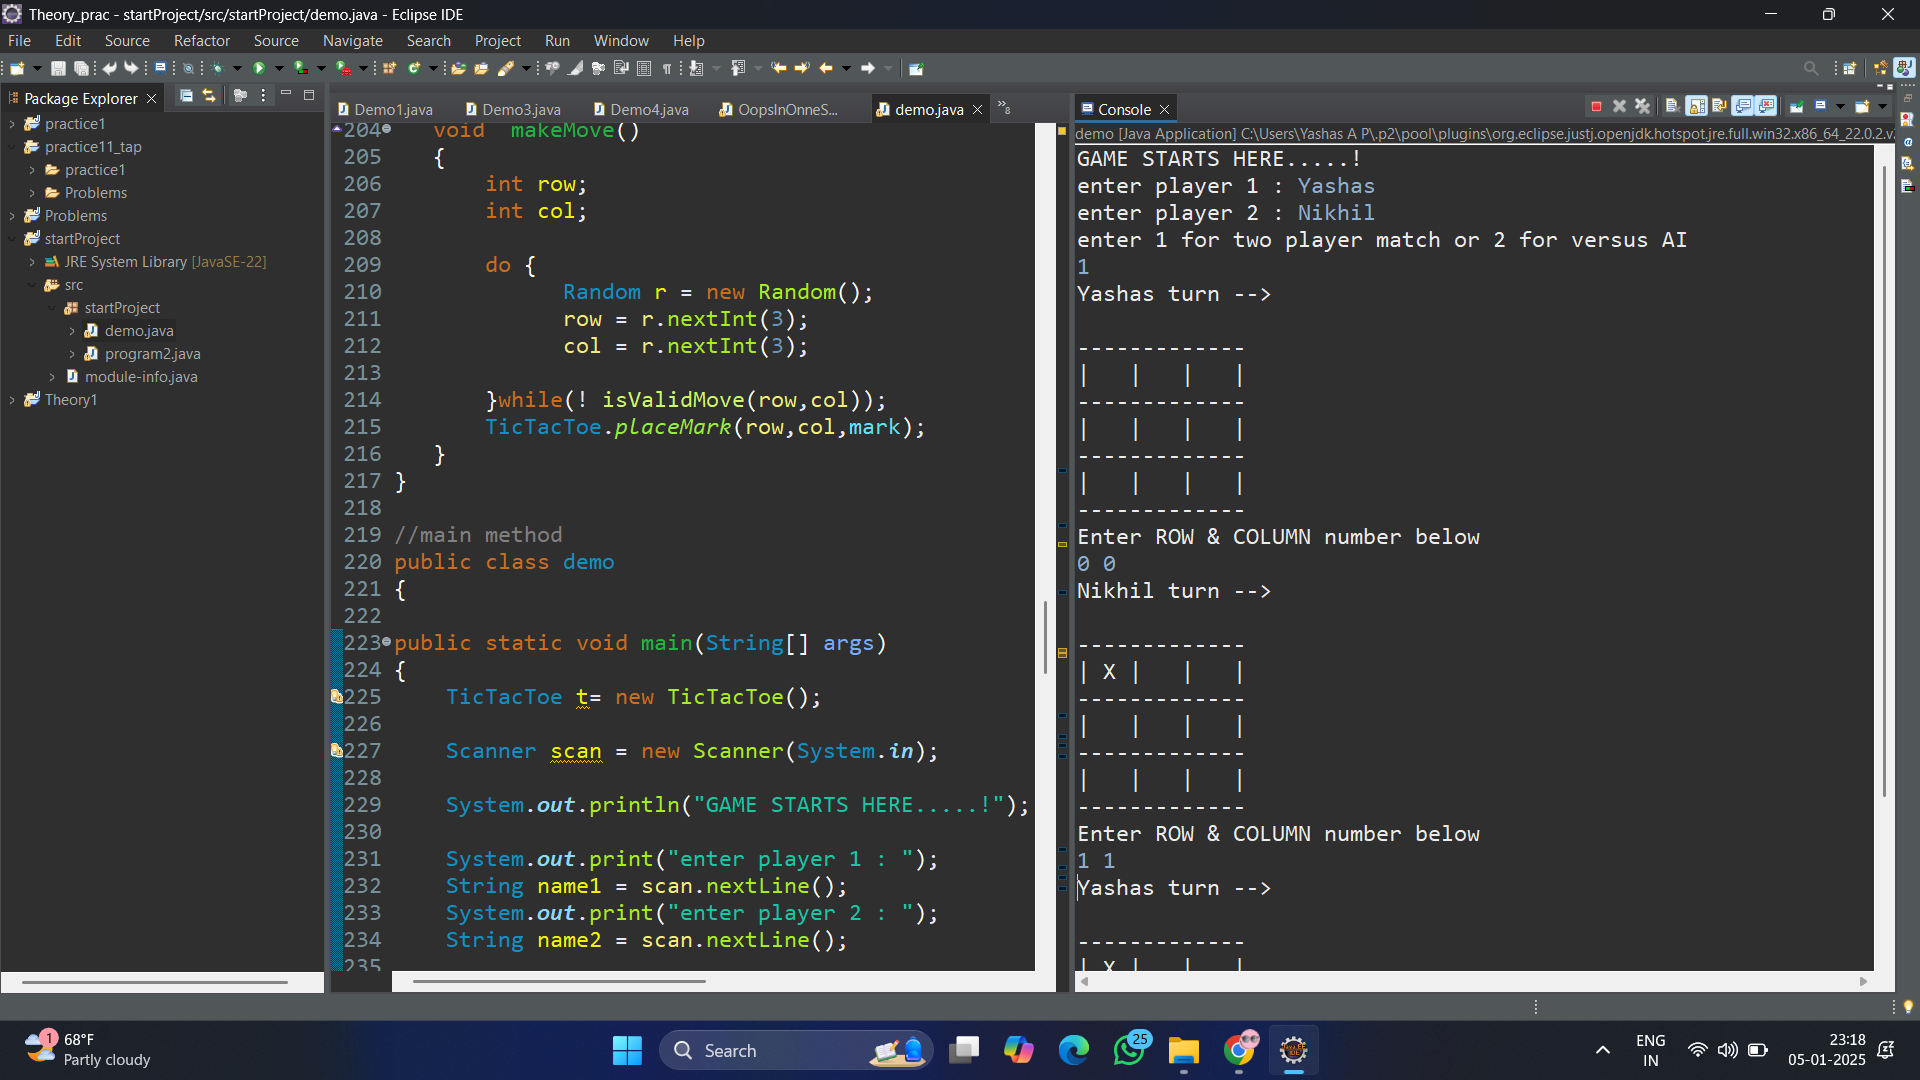 Theory_prac - startProject/src/startProject/demo.java - Eclipse IDE
File Edit Source Refactor Source Navigate Search Project Run Window Help
Package Explorer
practice1
practice11_tap
practice1
Problems
Problems
startProject
JRE System Library [JavaSE-22]
src
startProject
demo.java
program2.java
module-info.java
Theory1
Demo1.java Demo3.java Demo4.java OopsInOnneS... demo.java »8
204 void makeMove()
205 {
206 int row;
207 int col;
208
209 do {
210 Random r = new Random();
211 row = r.nextInt(3);
212 col = r.nextInt(3);
213
214 }while(! isValidMove(row,col));
215 TicTacToe.placeMark(row,col,mark);
216 }
217 }
218
219 //main method
220 public class demo
221 {
222
223 public static void main(String[] args)
224 {
225 TicTacToe t= new TicTacToe();
226
227 Scanner scan = new Scanner(System.in);
228
229 System.out.println("GAME STARTS HERE.....!");
230
231 System.out.print("enter player 1 : ");
232 String name1 = scan.nextLine();
233 System.out.print("enter player 2 : ");
234 String name2 = scan.nextLine();
235
Console
demo [Java Application] C:\Users\Yashas A P\.p2\pool\plugins\org.eclipse.justj.openjdk.hotspot.jre.full.win32.x86_64_22.0.2.v
GAME STARTS HERE.....!
enter player 1 : Yashas
enter player 2 : Nikhil
enter 1 for two player match or 2 for versus AI
1
Yashas turn -->
-------------
|   |   |   |
-------------
|   |   |   |
-------------
|   |   |   |
-------------
Enter ROW & COLUMN number below
0 0
Nikhil turn -->
-------------
| X |   |   |
-------------
|   |   |   |
-------------
|   |   |   |
-------------
Enter ROW & COLUMN number below
1 1
Yashas turn -->
-------------
| X |   |   |
1
68°F
Partly cloudy
Search
25
ENG
IN
23:18
05-01-2025